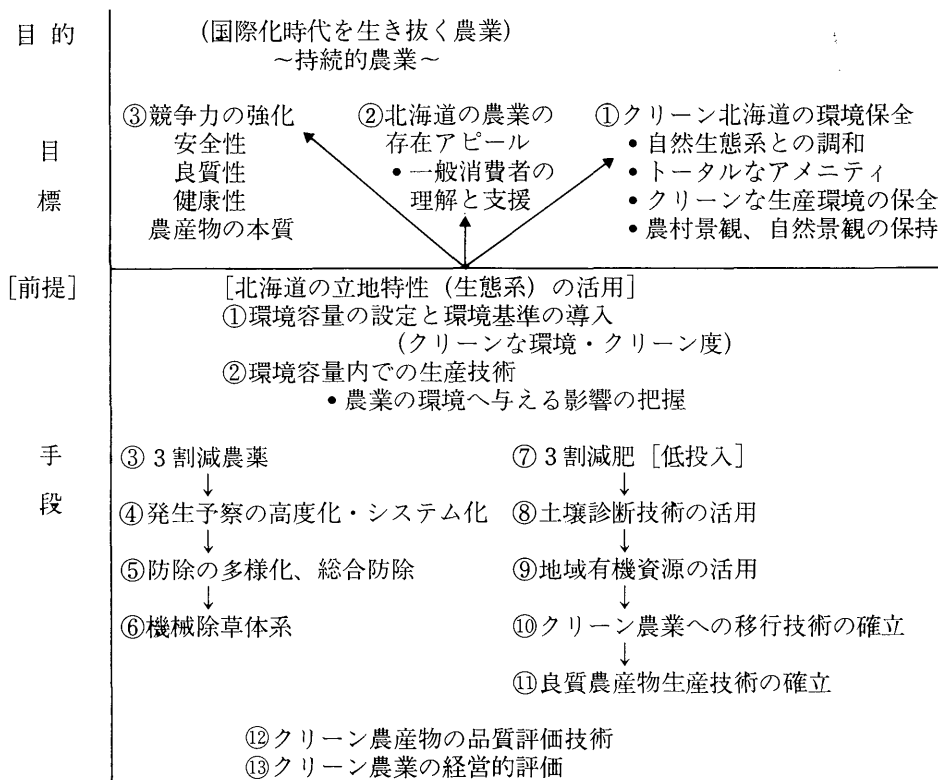 目的
(国際化時代を生き抜く農業)
～持続的農業～
目標
③競争力の強化
安全性
良質性
健康性
農産物の本質
②北海道の農業の
存在アピール
•一般消費者の
理解と支援
①クリーン北海道の環境保全
•自然生態系との調和
•トータルなアメニティ
•クリーンな生産環境の保全
•農村景観、自然景観の保持
[前提]
[北海道の立地特性(生態系)の活用]
①環境容量の設定と環境基準の導入
(クリーンな環境・クリーン度)
②環境容量内での生産技術
•農業の環境へ与える影響の把握
手段
③3割減農薬
↓
④発生予察の高度化・システム化
↓
⑤防除の多様化、総合防除
↓
⑥機械除草体系
⑦3割減肥[低投入]
↓
⑧土壌診断技術の活用
↓
⑨地域有機資源の活用
↓
⑩クリーン農業への移行技術の確立
↓
⑪良質農産物生産技術の確立
⑫クリーン農産物の品質評価技術
⑬クリーン農業の経営的評価